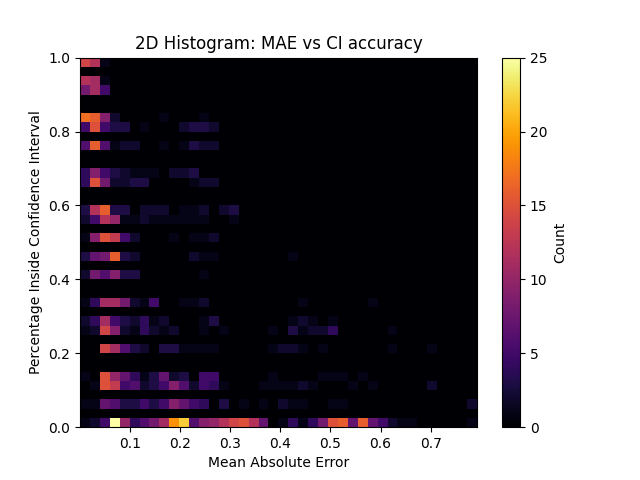 2D Histogram: MAE vs CI accuracy
1.0
0.8
0.6
0.4
0.2
0.0
Percentage Inside Confidence Interval
0.1 0.2 0.3 0.4 0.5 0.6 0.7
Mean Absolute Error
25
20
15
10
5
0
Count